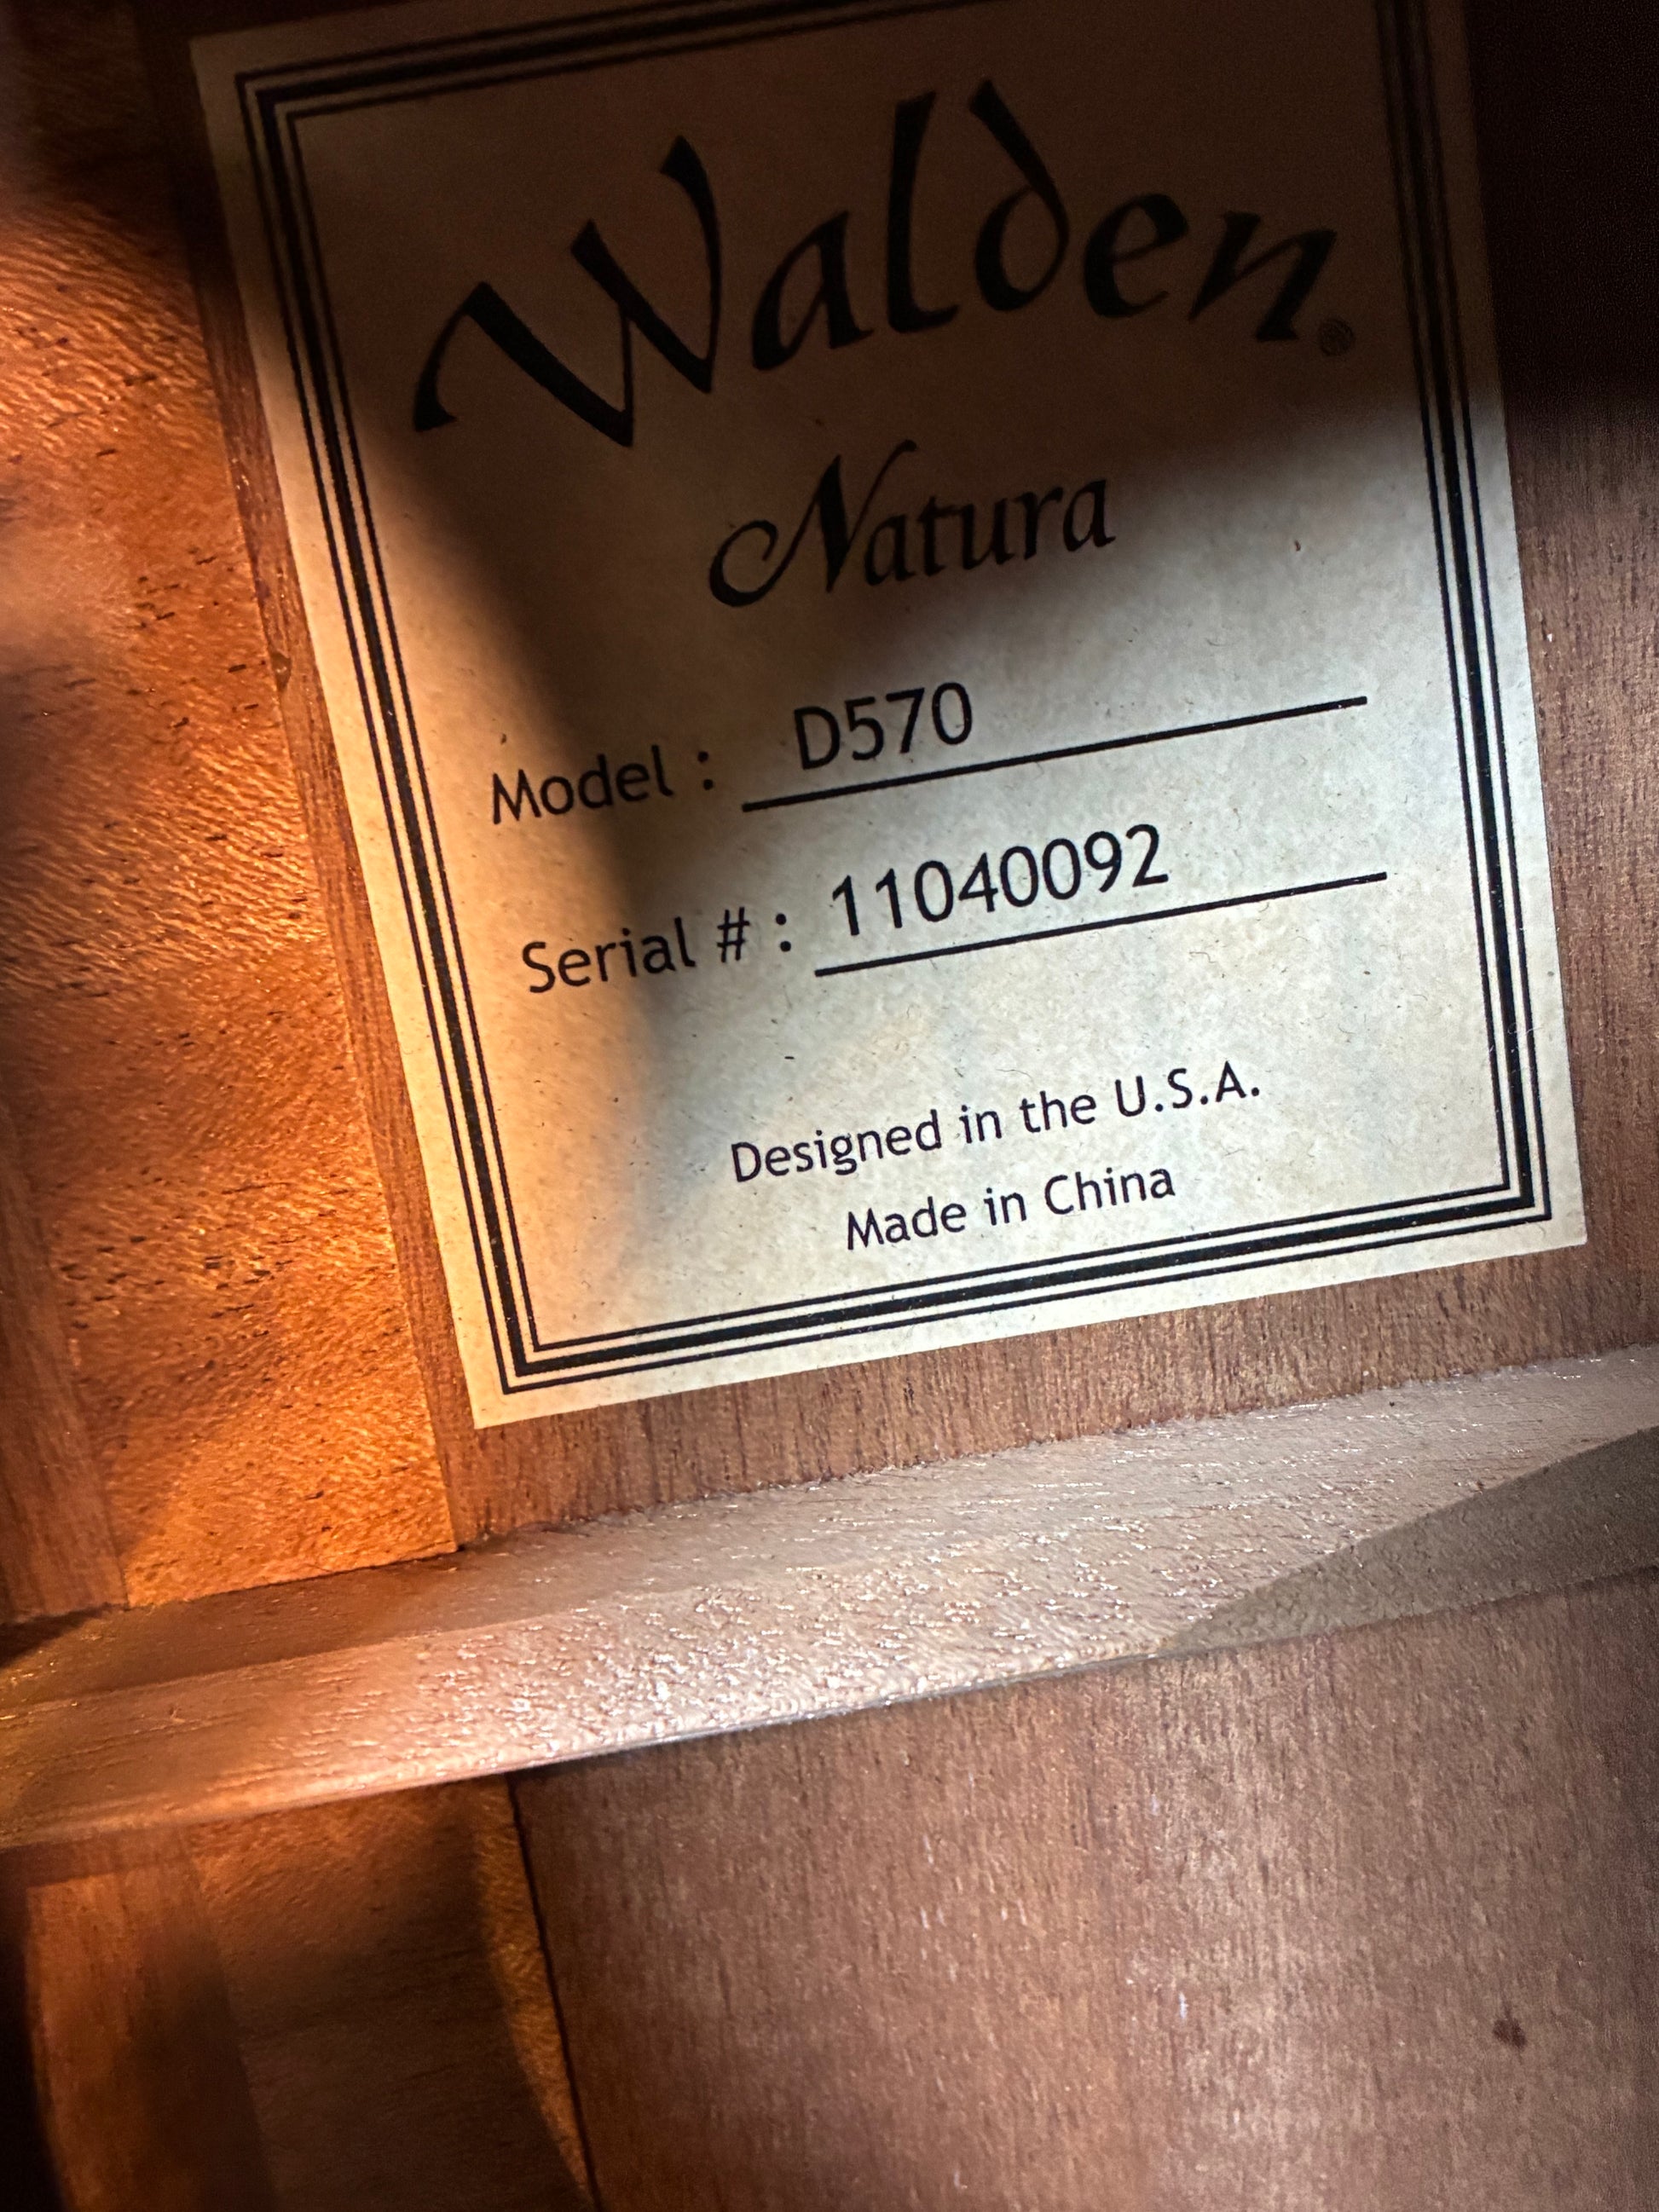 Walden®
Natura
Model : D570
Serial # : 11040092
Designed in the U.S.A.
Made in China